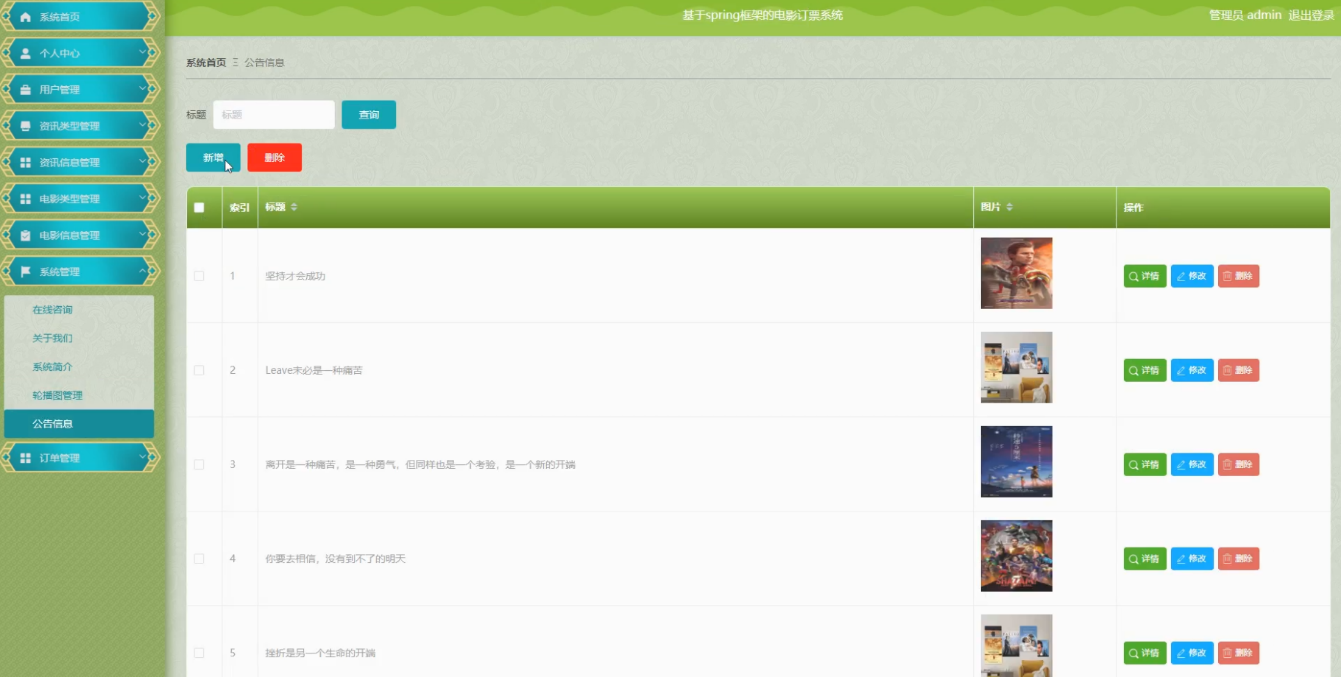 基于spring框架的电影订票系统
管理员 admin 退出登录
系统首页
个人中心
用户管理
资讯类型管理
资讯信息管理
电影类型管理
电影信息管理
系统管理
在线咨询
关于我们
系统简介
轮播图管理
公告信息
订单管理
系统首页 Ξ 公告信息
标题 标题 查询
新增 删除
索引 标题 图片 操作
1 坚持才会成功 详情 修改 删除
2 Leave未必是一种痛苦 详情 修改 删除
3 离开是一种痛苦，是一种勇气，但同样也是一个考验，是一个新的开端 详情 修改 删除
4 你要去相信，没有到不了的明天 详情 修改 删除
5 挫折是另一个生命的开端 详情 修改 删除